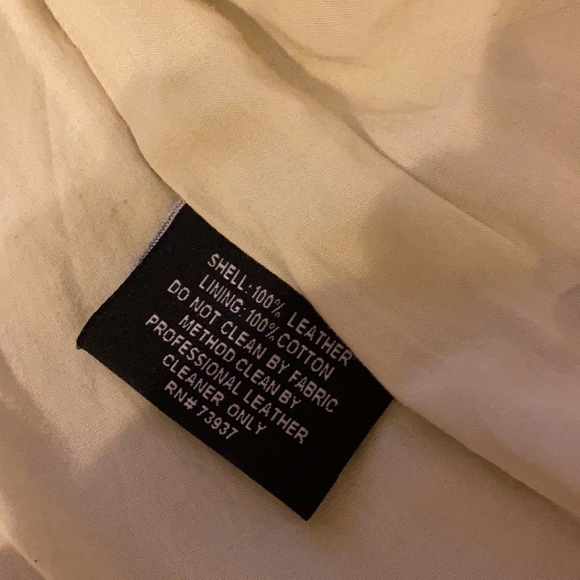 SHELL: 100% LEATHER
LINING: 100% COTTON
DO NOT CLEAN BY FABRIC
METHOD CLEAN BY
PROFESSIONAL LEATHER
CLEANER ONLY
RN# 73937